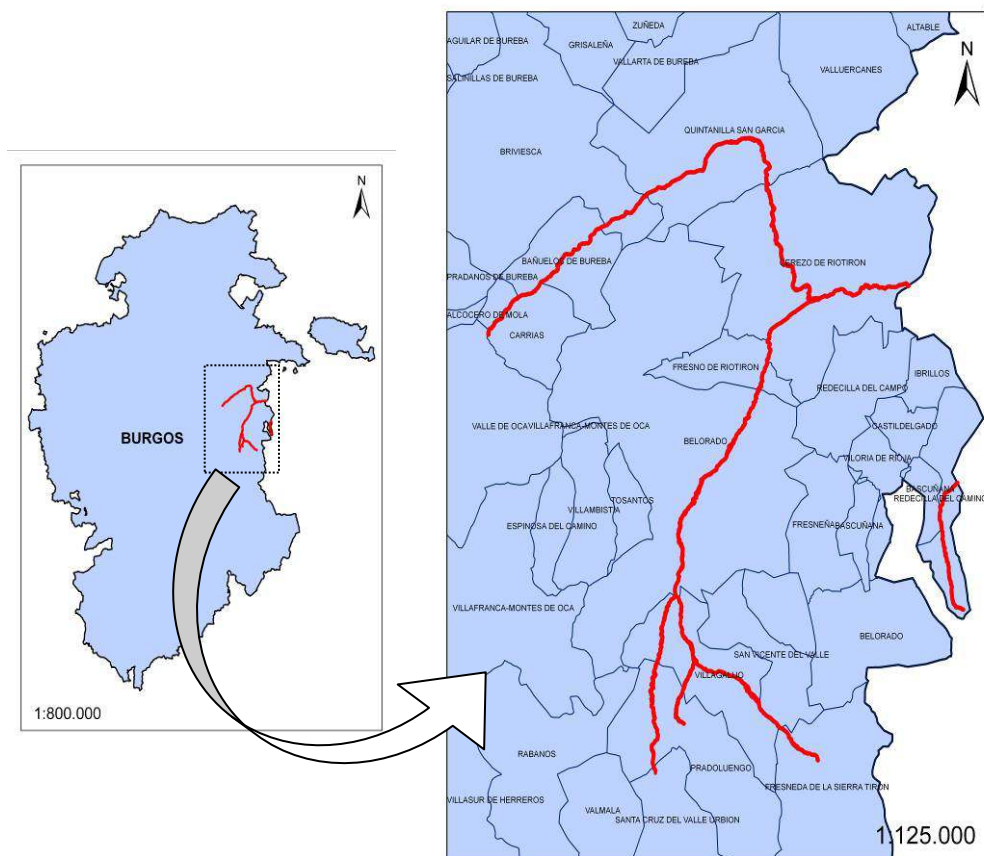 N
BURGOS
1:800.000
ZUÑEDA
ALTABLE
AGUILAR DE BUREBA
GRISALEÑA
N
VALLARTA DE BUREBA
VALLUERCANES
SALINILLAS DE BUREBA
QUINTANILLA SAN GARCIA
BRIVIESCA
BAÑUELOS DE BUREBA
CEREZO DE RIOTIRON
PRADANOS DE BUREBA
ALCOCERO DE MOLA
CARRIAS
FRESNO DE RIOTIRON
IBRILLOS
REDECILLA DEL CAMPO
VALLE DE OCA
VILLAFRANCA-MONTES DE OCA
CASTILDELGADO
BELORADO
VILORIA DE RIOJA
BASCUÑANA
REDECILLA DEL CAMINO
TOSANTOS
VILLAMBISTIA
ESPINOSA DEL CAMINO
FRESNEÑA
BASCUÑANA
VILLAFRANCA-MONTES DE OCA
BELORADO
SAN VICENTE DEL VALLE
VILLAGALIJO
RABANOS
PRADOLUENGO
FRESNEDA DE LA SIERRA TIRON
VILLASUR DE HERREROS
VALMALA
SANTA CRUZ DEL VALLE URBION
1:125.000